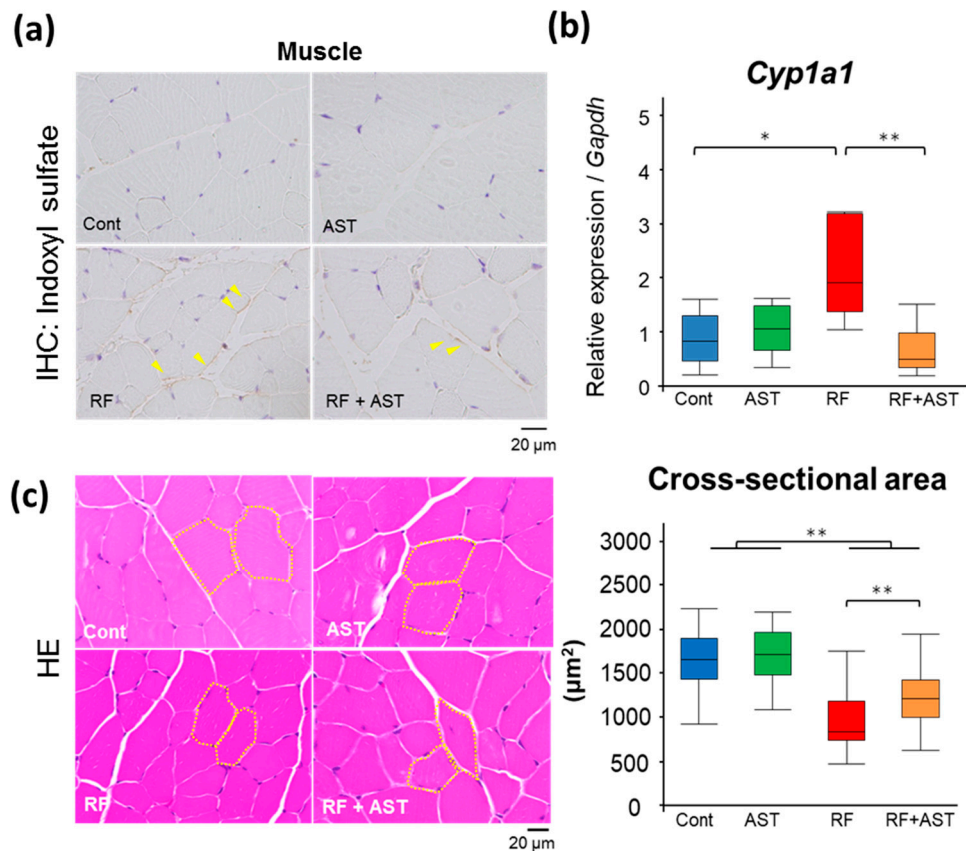 (a)
Muscle
IHC: Indoxyl sulfate
Cont
AST
RF
RF + AST
20 µm
(b)
Cyp1a1
Relative expression / Gapdh
5
4
3
2
1
0
*
**
Cont
AST
RF
RF+AST
(c)
HE
Cont
AST
RF
RF + AST
20 µm
Cross-sectional area
(µm²)
3000
2500
2000
1500
1000
500
0
**
**
Cont
AST
RF
RF+AST